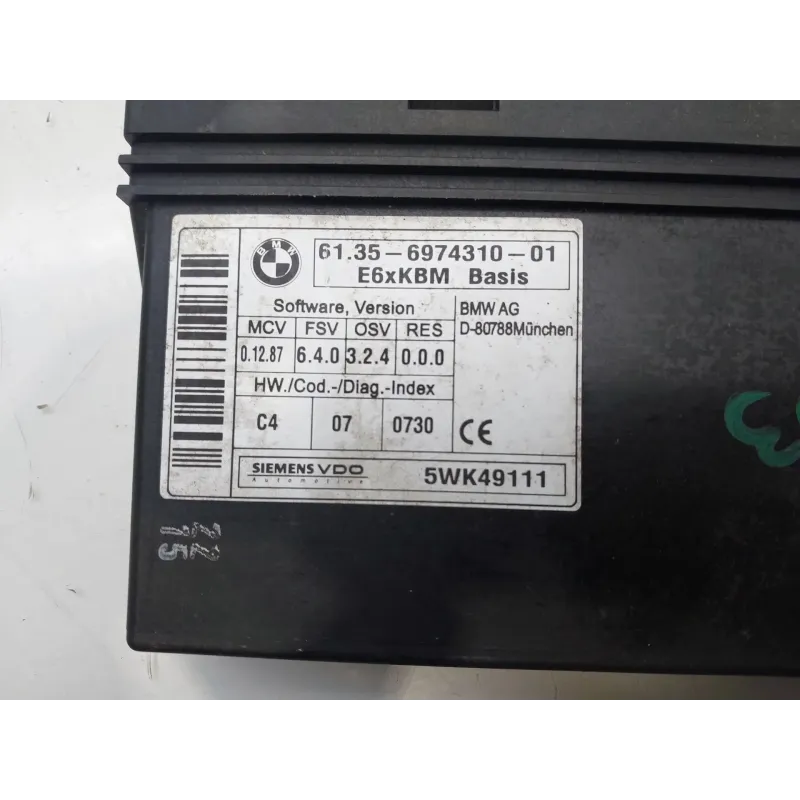 BMW
61.35-6974310-01
E6xKBM Basis
Software, Version
MCV FSV OSV RES
0.12.87 6.4.0 3.2.4 0.0.0
HW./Cod.-/Diag.-Index
C4 07 0730
BMW AG
D-80788München
CE
SIEMENS VDO
Automotive
5WK49111